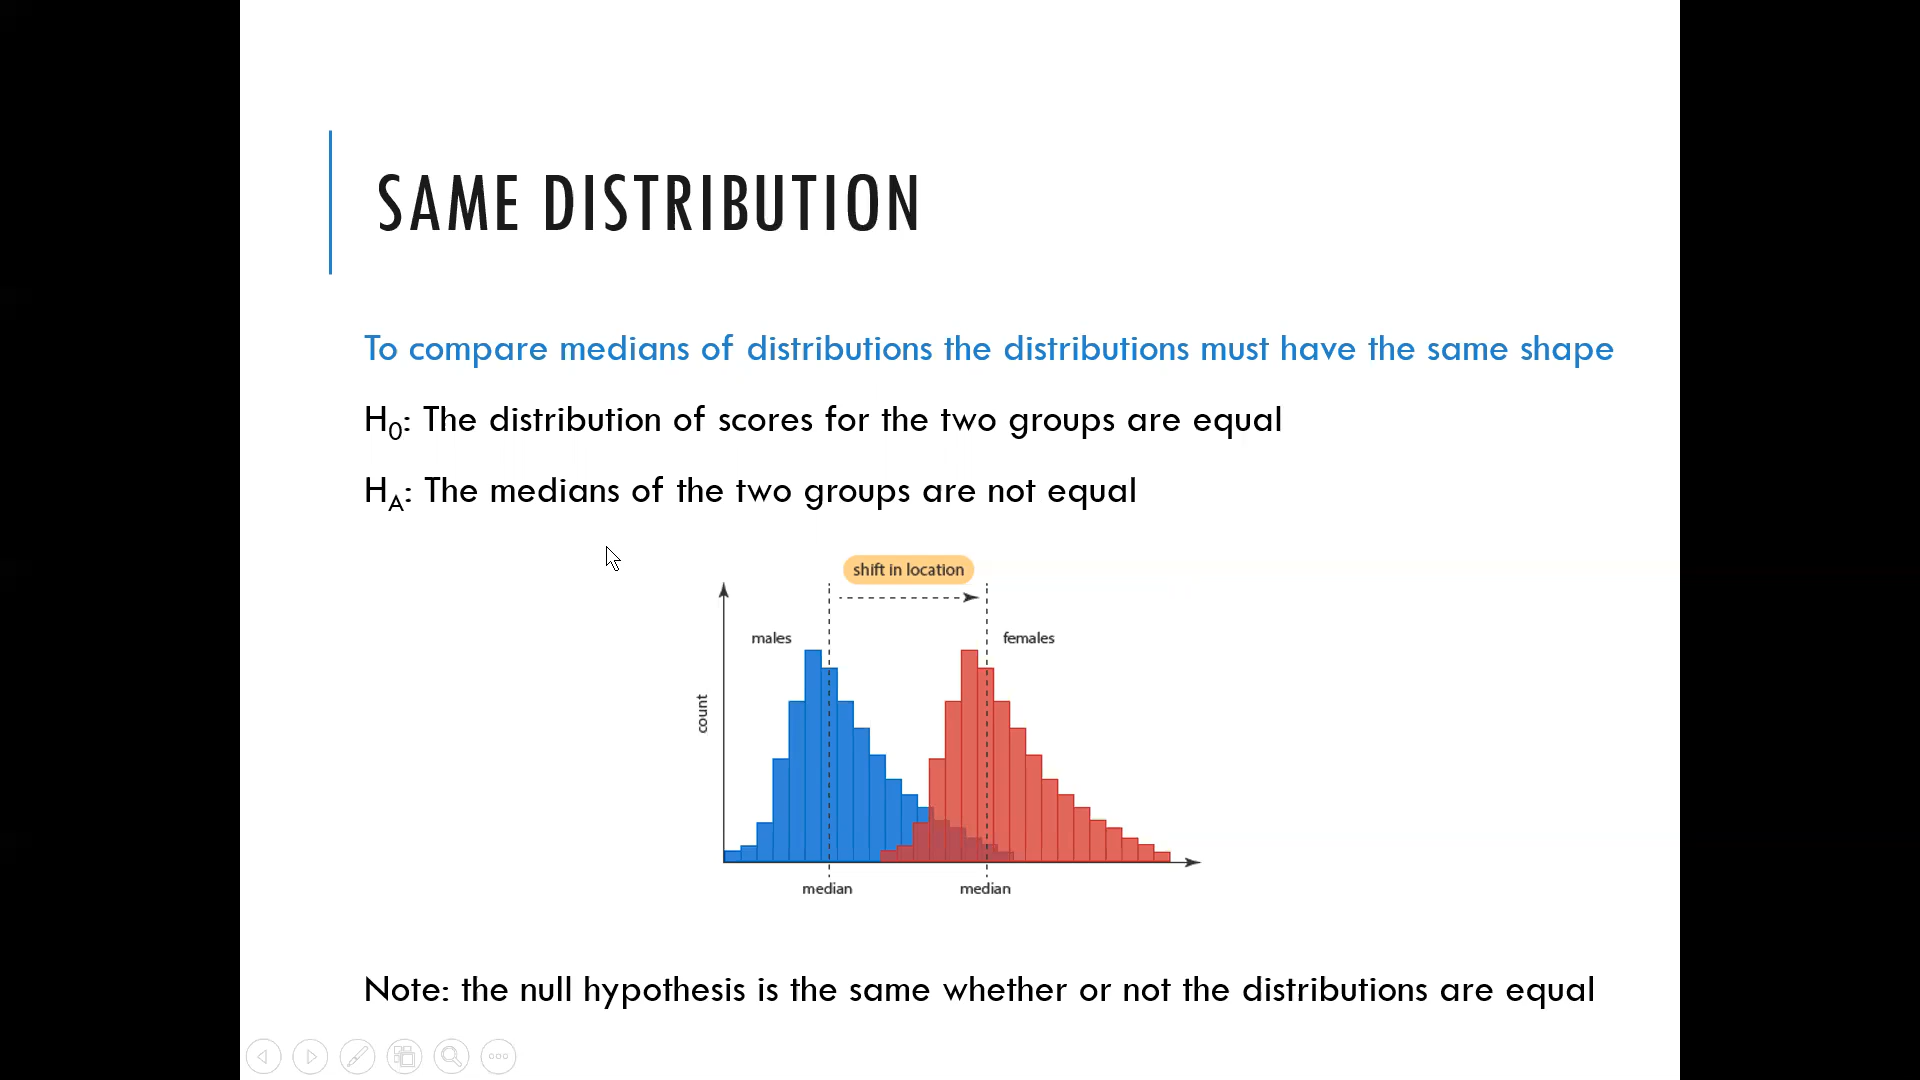 SAME DISTRIBUTION
To compare medians of distributions the distributions must have the same shape
H0: The distribution of scores for the two groups are equal
HA: The medians of the two groups are not equal
shift in location
males
females
count
median
median
Note: the null hypothesis is the same whether or not the distributions are equal